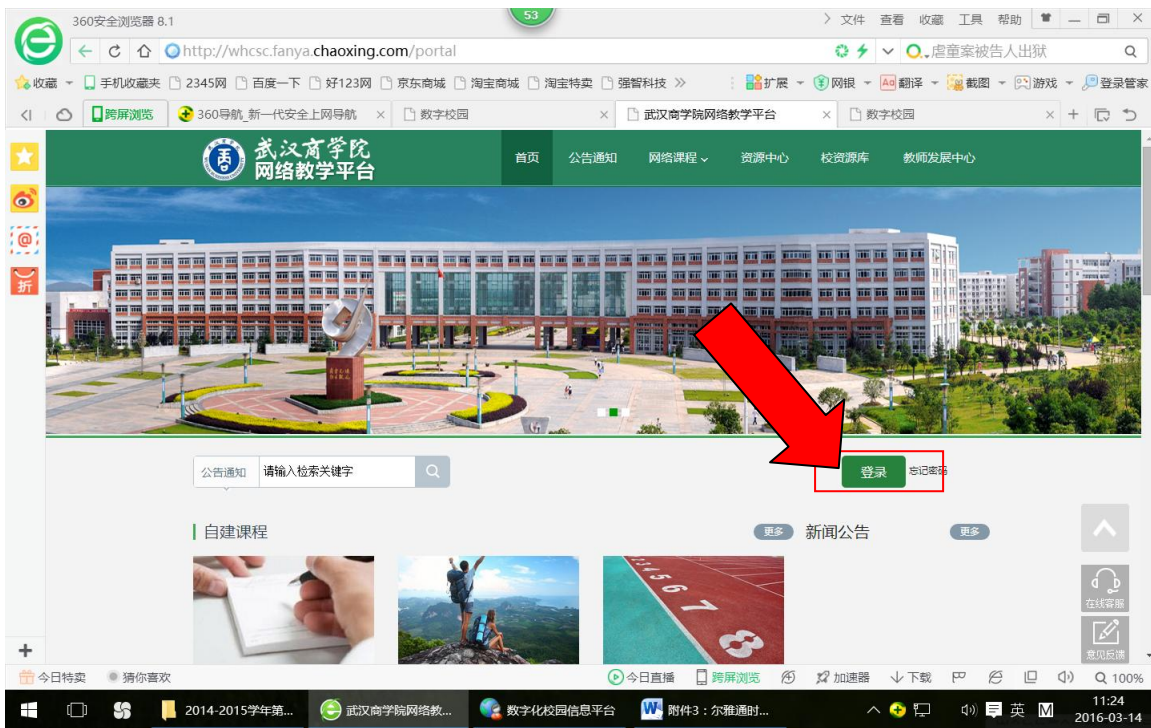 360安全浏览器 8.1
53
文件 查看 收藏 工具 帮助
http://whcsc.fanya.chaoxing.com/portal
虐童案被告人出狱
收藏 手机收藏夹 2345网 百度一下 好123网 京东商城 淘宝商城 淘宝特卖 强智科技 扩展 网银 翻译 截图 游戏 登录管家
跨屏浏览 360导航_新一代安全上网导航 数字校园 武汉商学院网络教学平台 数字校园
武汉商学院
网络教学平台
首页 公告通知 网络课程 资源中心 校资源库 教师发展中心
折
公告通知 请输入检索关键字
登录 忘记密码
自建课程 更多 新闻公告 更多
2 3 4 5 6 7 8
在线客服
意见反馈
今日特卖 猜你喜欢 今日直播 跨屏浏览 加速器 下载 100%
2014-2015学年第... 武汉商学院网络教... 数字化校园信息平台 附件3：尔雅通时... 英 M 11:24
2016-03-14